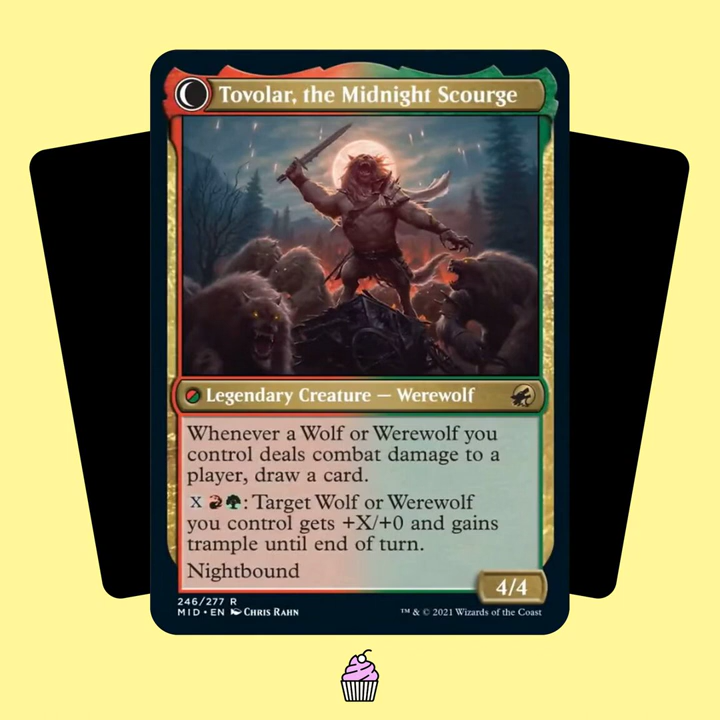 Tovolar, the Midnight Scourge
Legendary Creature — Werewolf
Whenever a Wolf or Werewolf you
control deals combat damage to a
player, draw a card.
X: Target Wolf or Werewolf
you control gets +X/+0 and gains
trample until end of turn.
Nightbound
4/4
246/277 R
MID • EN Chris Rahn
™ & © 2021 Wizards of the Coast